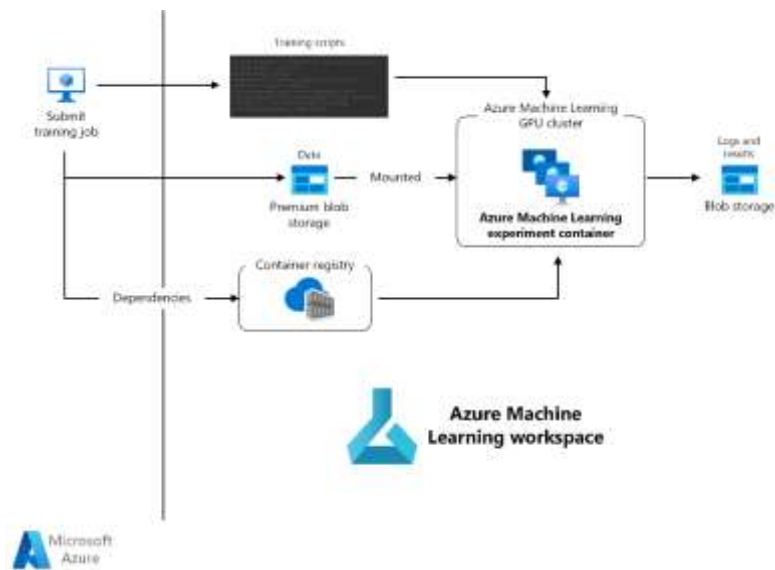 Training scripts
Submit
training job
Azure Machine Learning
GPU cluster
Data
Mounted
Premium blob
storage
Azure Machine Learning
experiment container
Logs and
results
Blob storage
Container registry
Dependencies
Azure Machine
Learning workspace
Microsoft
Azure